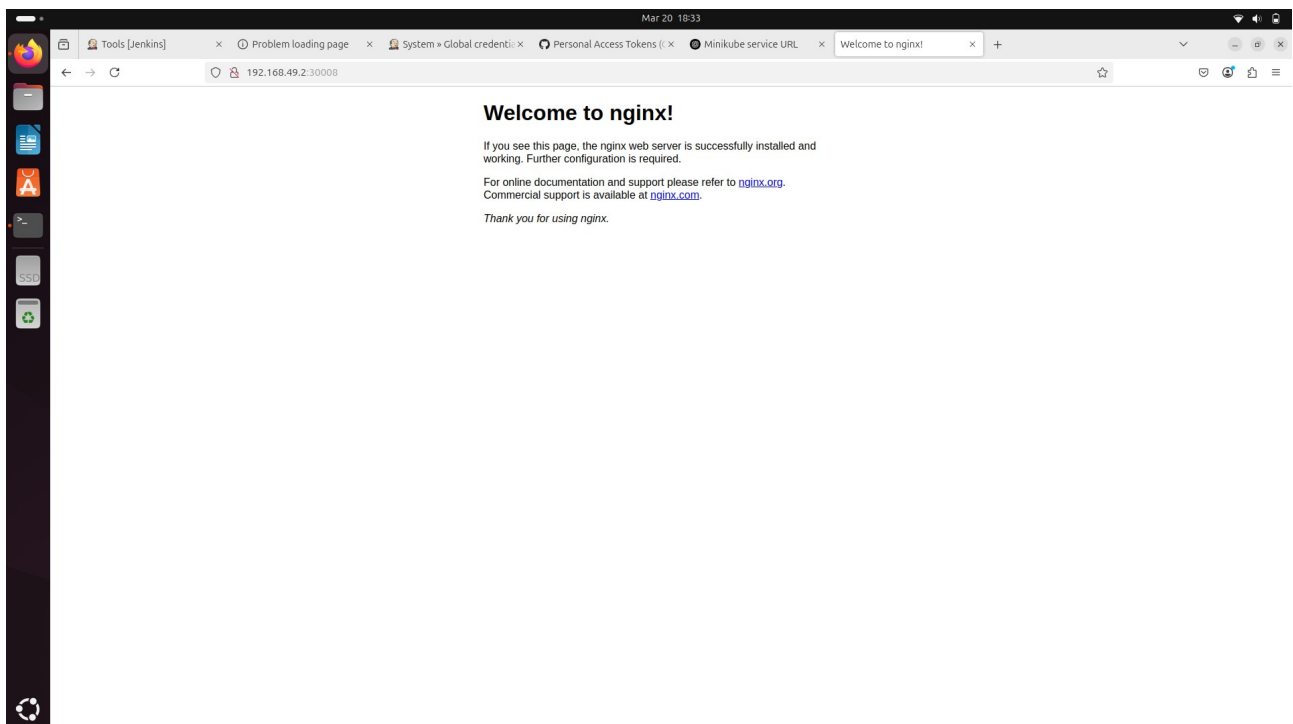 Mar 20 18:33
Tools [Jenkins]
Problem loading page
System » Global credentia
Personal Access Tokens (
Minikube service URL
Welcome to nginx!
192.168.49.2:30008
Welcome to nginx!
If you see this page, the nginx web server is successfully installed and
working. Further configuration is required.
For online documentation and support please refer to nginx.org.
Commercial support is available at nginx.com.
Thank you for using nginx.
SSD